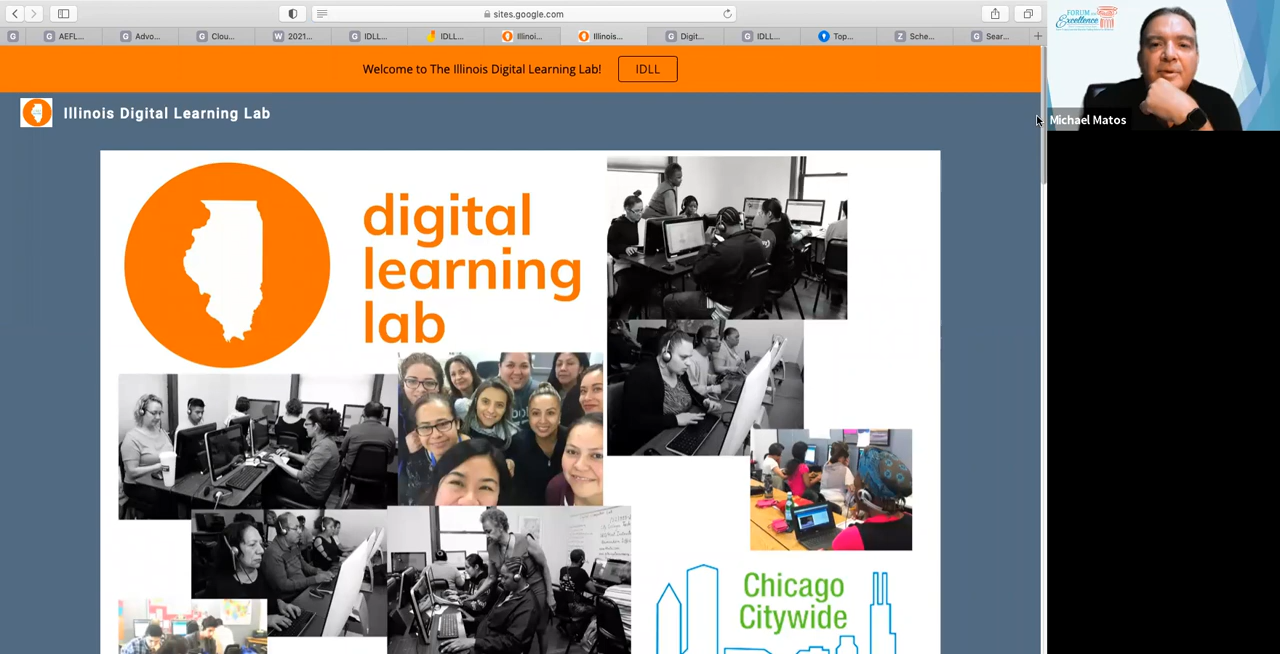 sites.google.com
AEFL...
Advo...
Clou...
2021...
IDLL...
IDLL...
Illinoi...
Illinois...
Digit...
IDLL...
Top...
Sche...
Sear...
Welcome to The Illinois Digital Learning Lab!
IDLL
Illinois Digital Learning Lab
digital
learning
lab
Chicago
Citywide
FORUM
Excellence
Michael Matos